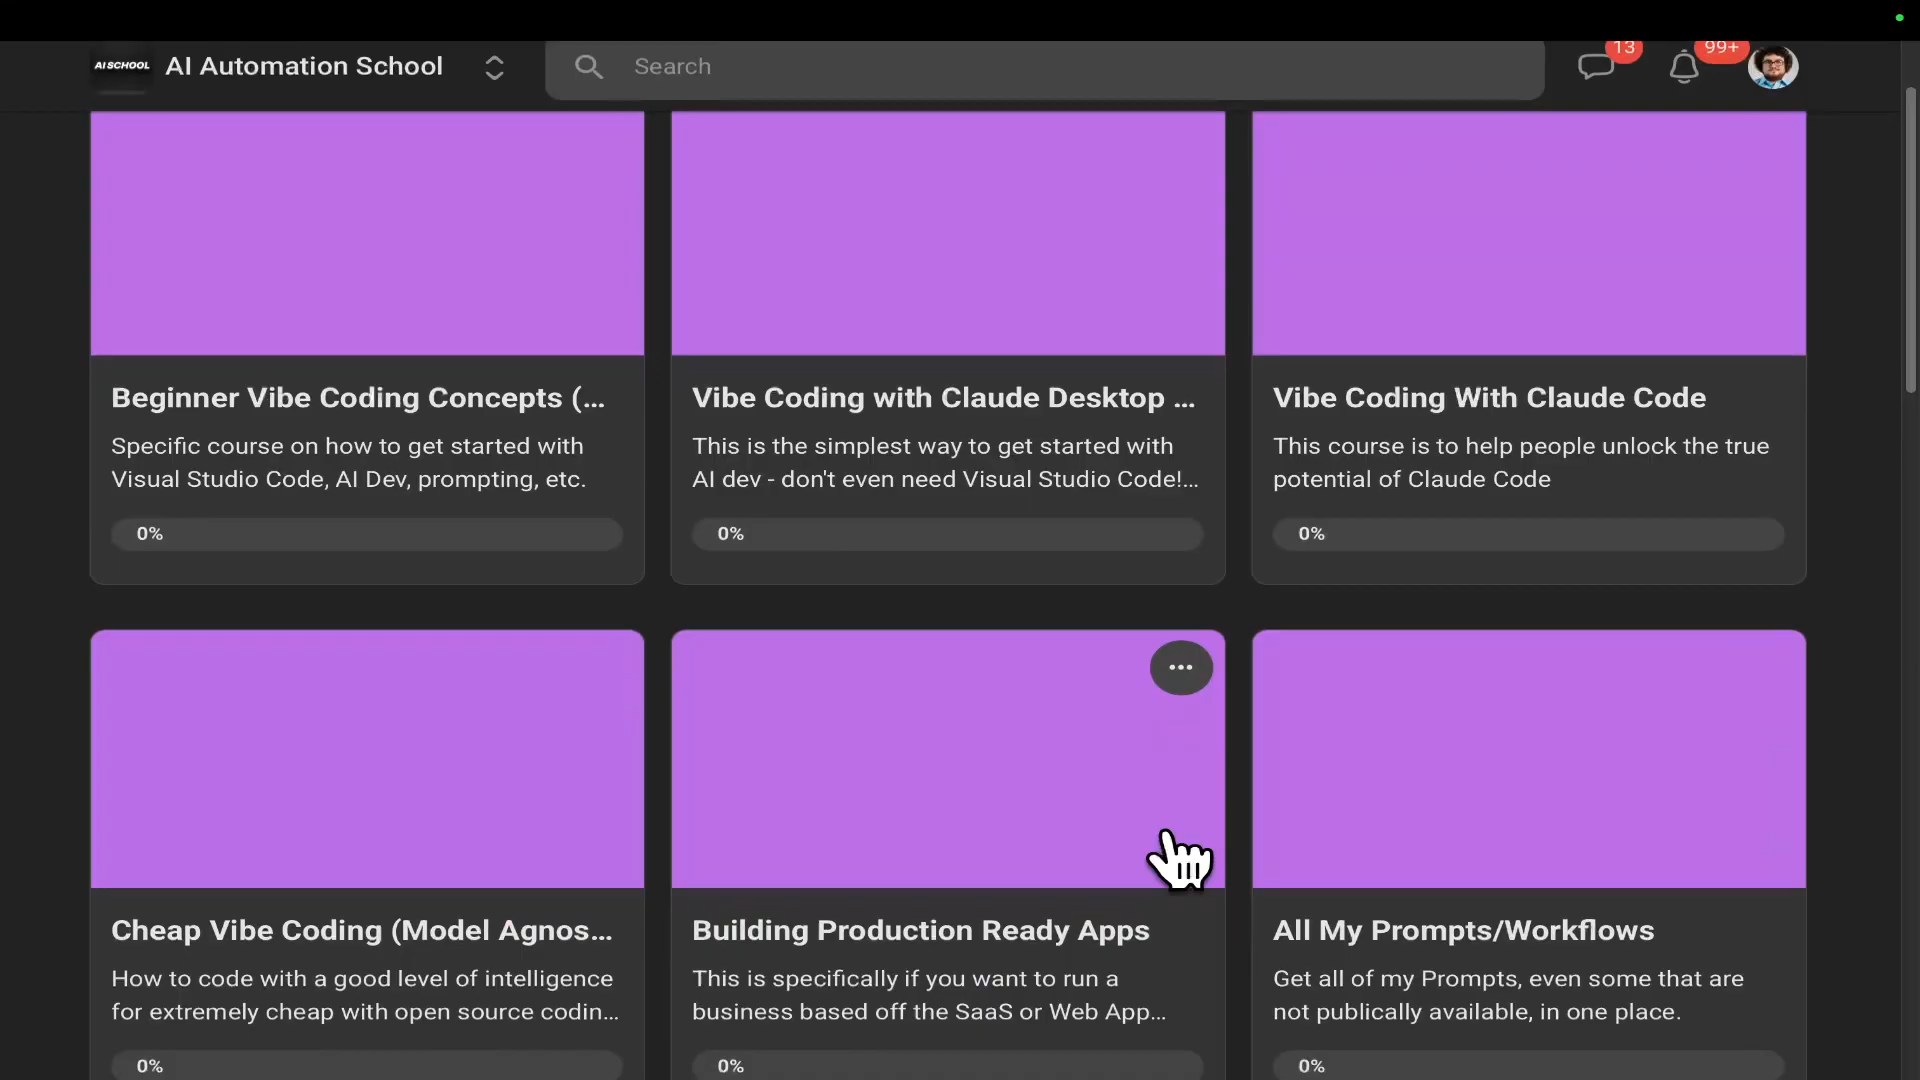 AI SCHOOL
AI Automation School
Search
13
99+
Beginner Vibe Coding Concepts (...
Specific course on how to get started with
Visual Studio Code, AI Dev, prompting, etc.
0%
Vibe Coding with Claude Desktop ...
This is the simplest way to get started with
AI dev - don't even need Visual Studio Code!...
0%
Vibe Coding With Claude Code
This course is to help people unlock the true
potential of Claude Code
0%
Cheap Vibe Coding (Model Agnos...
How to code with a good level of intelligence
for extremely cheap with open source codin...
0%
Building Production Ready Apps
This is specifically if you want to run a
business based off the SaaS or Web App...
0%
All My Prompts/Workflows
Get all of my Prompts, even some that are
not publically available, in one place.
0%